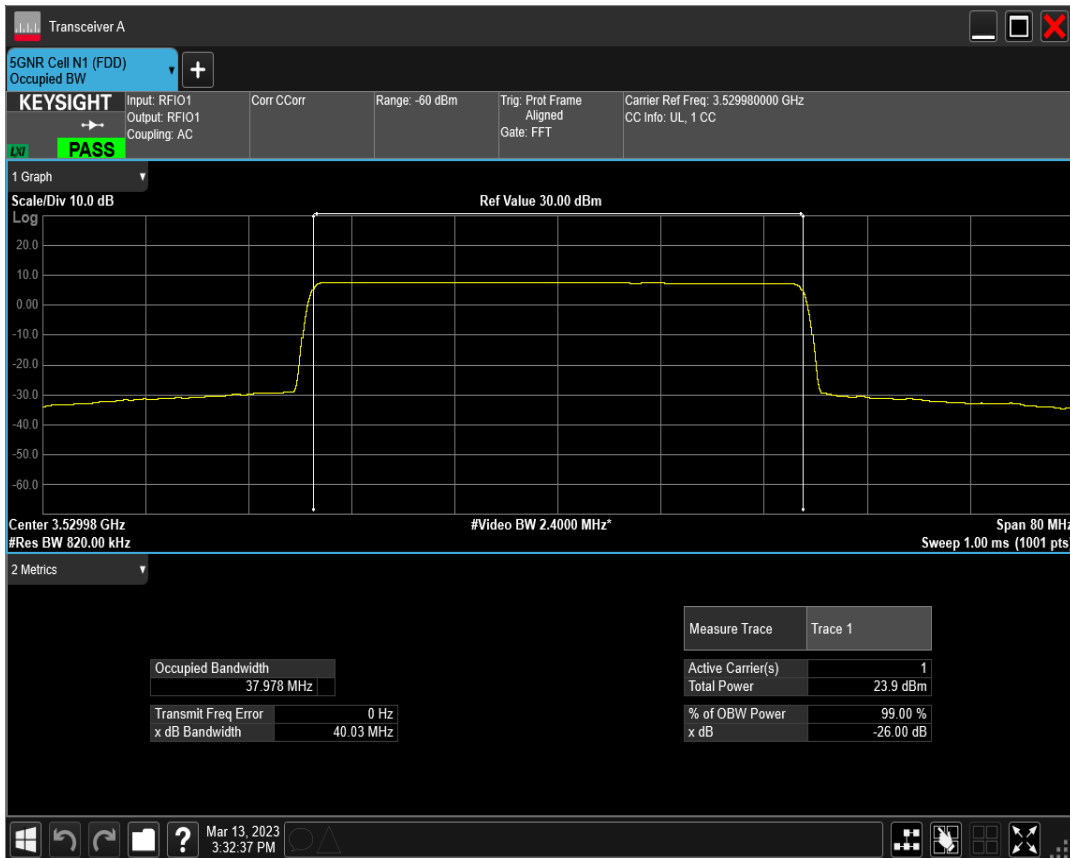 Transceiver A
5GNR Cell N1 (FDD)
Occupied BW
+
KEYSIGHT
LXI
PASS
Input: RFIO1
Output: RFIO1
Coupling: AC
Corr CCorr
Range: -60 dBm
Trig: Prot Frame
Aligned
Gate: FFT
Carrier Ref Freq: 3.529980000 GHz
CC Info: UL, 1 CC
1 Graph
Scale/Div 10.0 dB
Ref Value 30.00 dBm
Log
20.0
10.0
0.00
-10.0
-20.0
-30.0
-40.0
-50.0
-60.0
Center 3.52998 GHz
#Video BW 2.4000 MHz*
Span 80 MHz
#Res BW 820.00 kHz
Sweep 1.00 ms (1001 pts)
2 Metrics
Measure Trace Trace 1
Occupied Bandwidth
37.978 MHz
Active Carrier(s) 1
Total Power 23.9 dBm
Transmit Freq Error 0 Hz
x dB Bandwidth 40.03 MHz
% of OBW Power 99.00 %
x dB -26.00 dB
?
Mar 13, 2023
3:32:37 PM